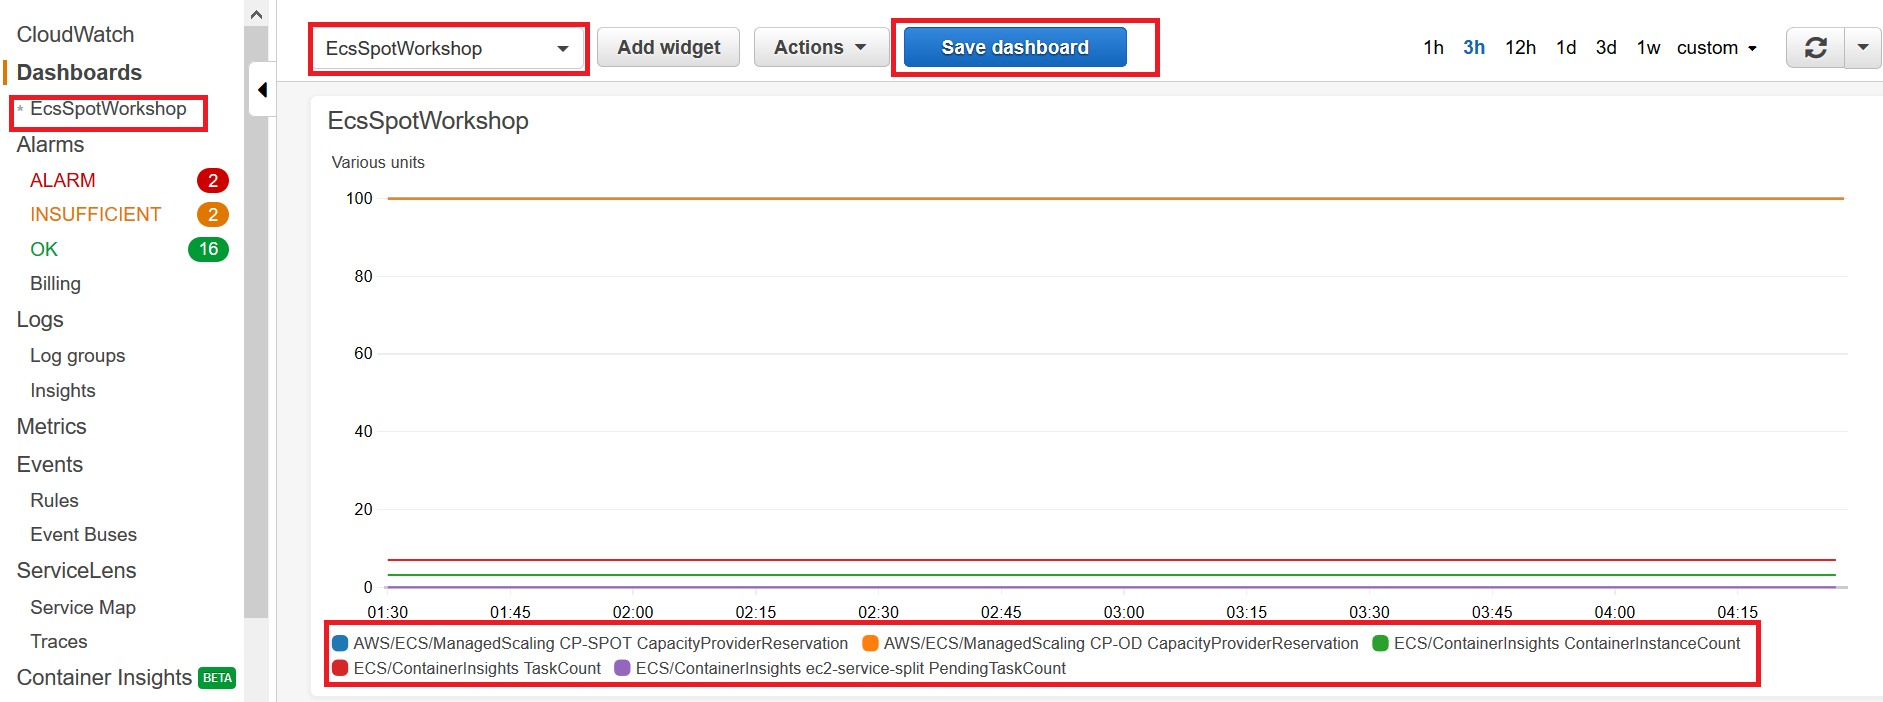 CloudWatch
Dashboards
* EcsSpotWorkshop
Alarms
ALARM 2
INSUFFICIENT 2
OK 16
Billing
Logs
Log groups
Insights
Metrics
Events
Rules
Event Buses
ServiceLens
Service Map
Traces
Container Insights BETA
EcsSpotWorkshop Add widget Actions Save dashboard 1h 3h 12h 1d 3d 1w custom
EcsSpotWorkshop
Various units
100
80
60
40
20
0
01:30 01:45 02:00 02:15 02:30 02:45 03:00 03:15 03:30 03:45 04:00 04:15
AWS/ECS/ManagedScaling CP-SPOT CapacityProviderReservation AWS/ECS/ManagedScaling CP-OD CapacityProviderReservation ECS/ContainerInsights ContainerInstanceCount
ECS/ContainerInsights TaskCount ECS/ContainerInsights ec2-service-split PendingTaskCount